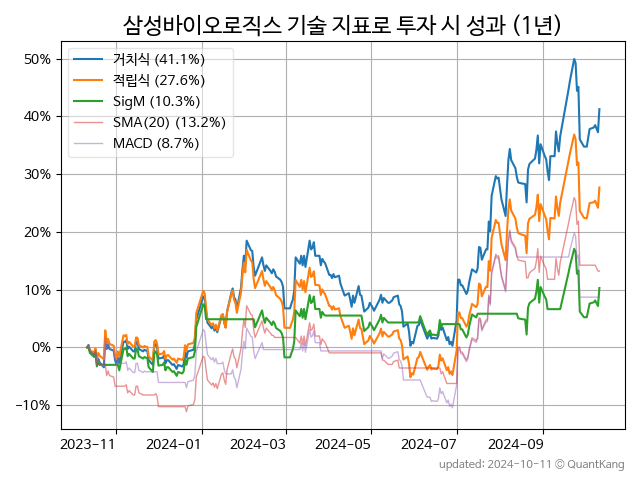 삼성바이오로직스 기술 지표로 투자 시 성과 (1년)
거치식 (41.1%)
적립식 (27.6%)
SigM (10.3%)
SMA(20) (13.2%)
MACD (8.7%)
50%
40%
30%
20%
10%
0%
−10%
2023-11 2024-01 2024-03 2024-05 2024-07 2024-09
updated: 2024-10-11 © QuantKang